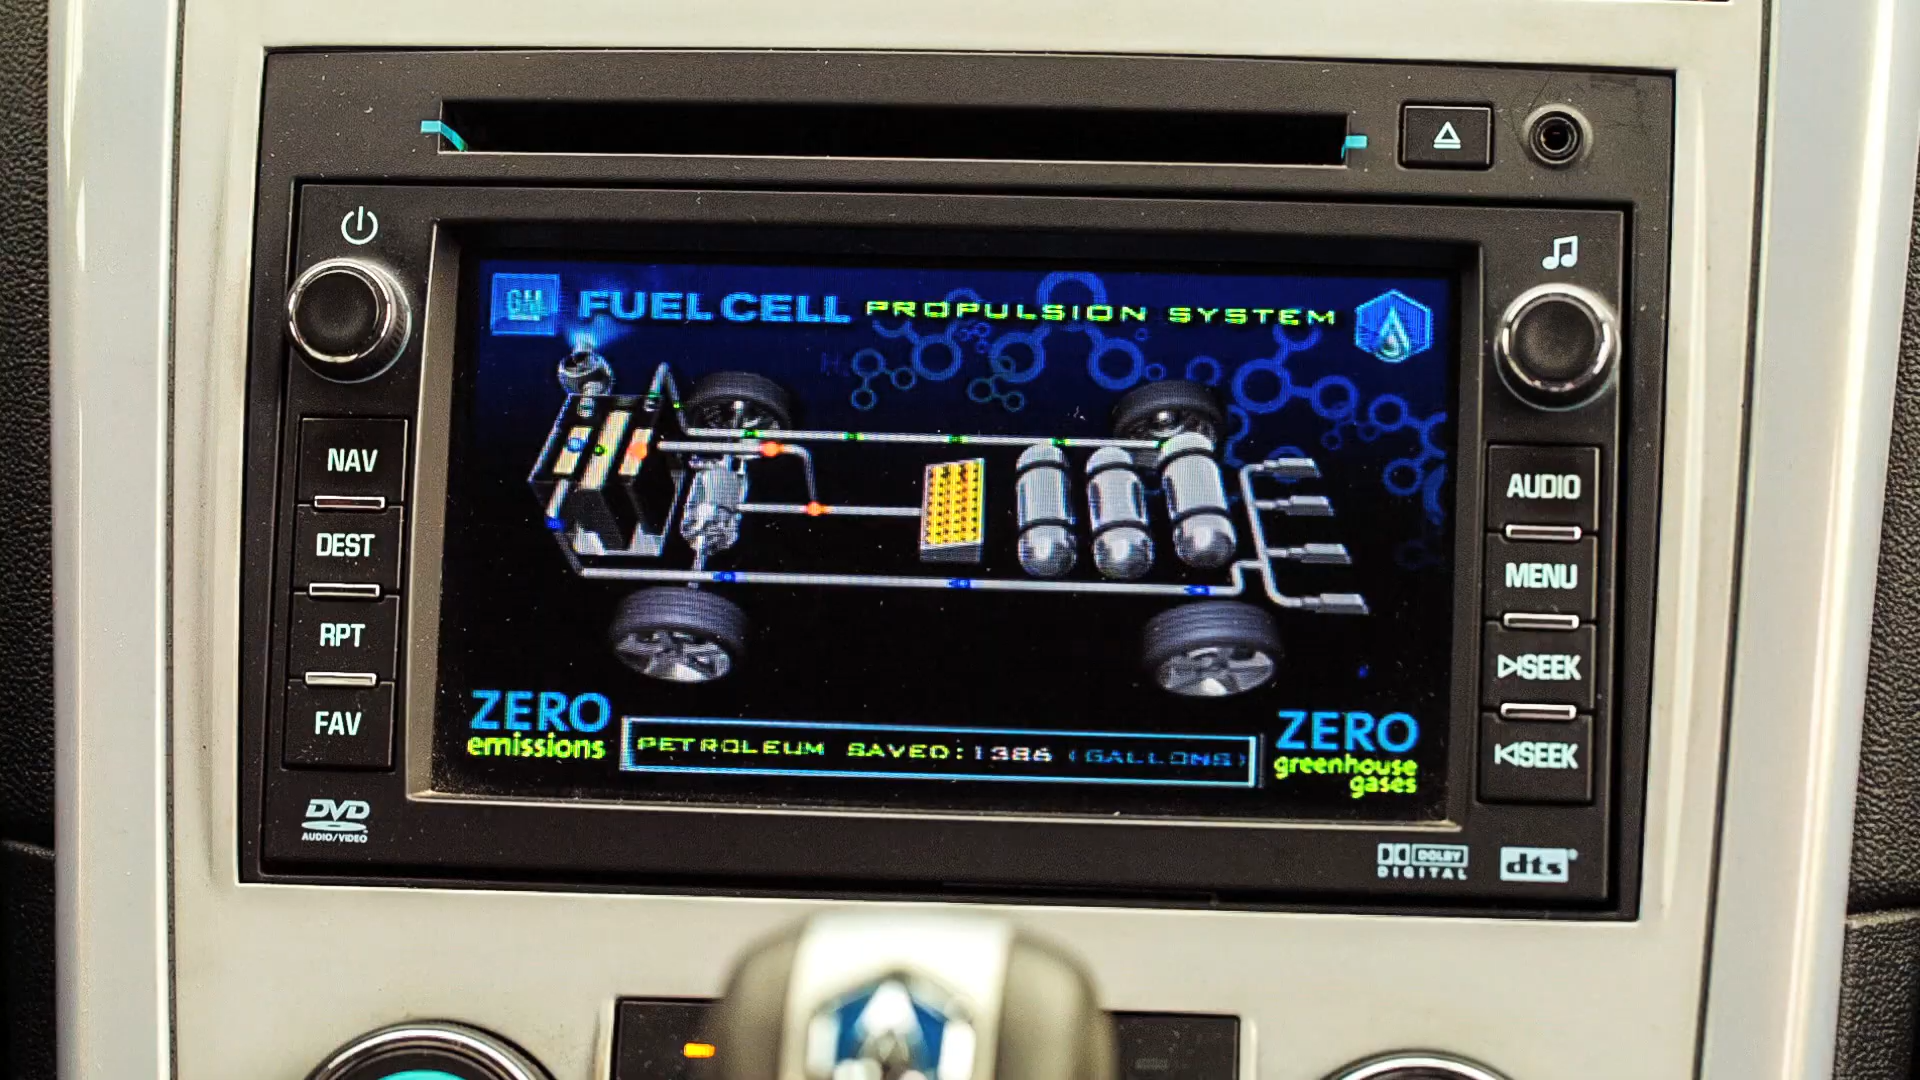 GM FUEL CELL PROPULSION SYSTEM
NAV
DEST
RPT
FAV
AUDIO
MENU
SEEK
SEEK
ZERO
emissions
PETROLEUM SAVED: 1386 (GALLONS)
ZERO
greenhouse
gases
DVD
AUDIO/VIDEO
DOLBY
DIGITAL
dts